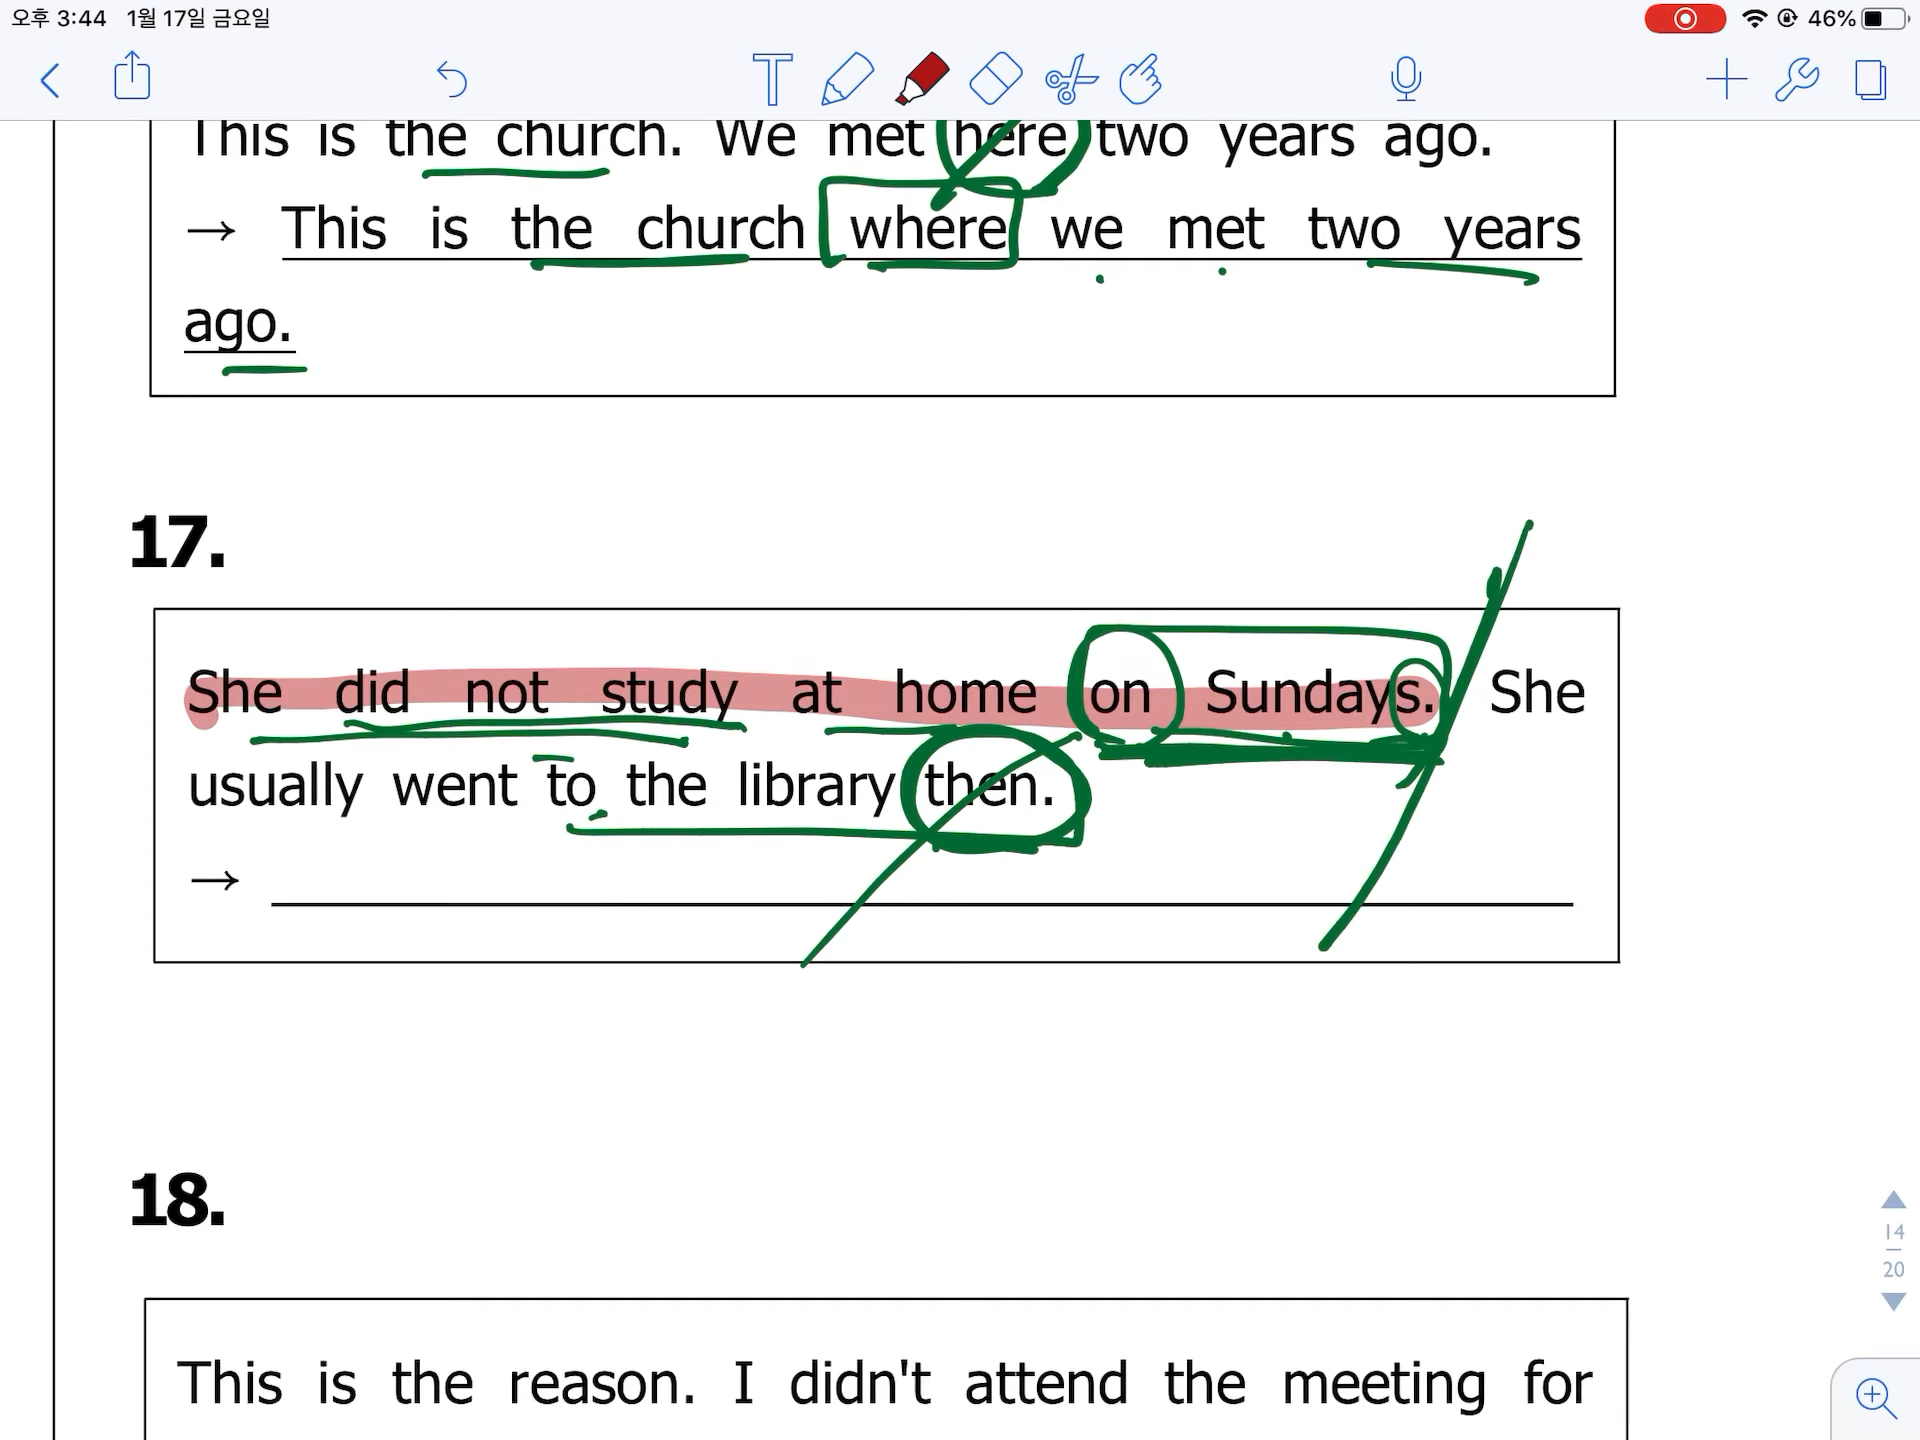 오후 3:44 1월 17일 금요일 46%
This is the church. We met here two years ago.
→ This is the church where we met two years
ago.
17.
She did not study at home on Sundays. She
usually went to the library then.
→
18.
This is the reason. I didn't attend the meeting for
14
20